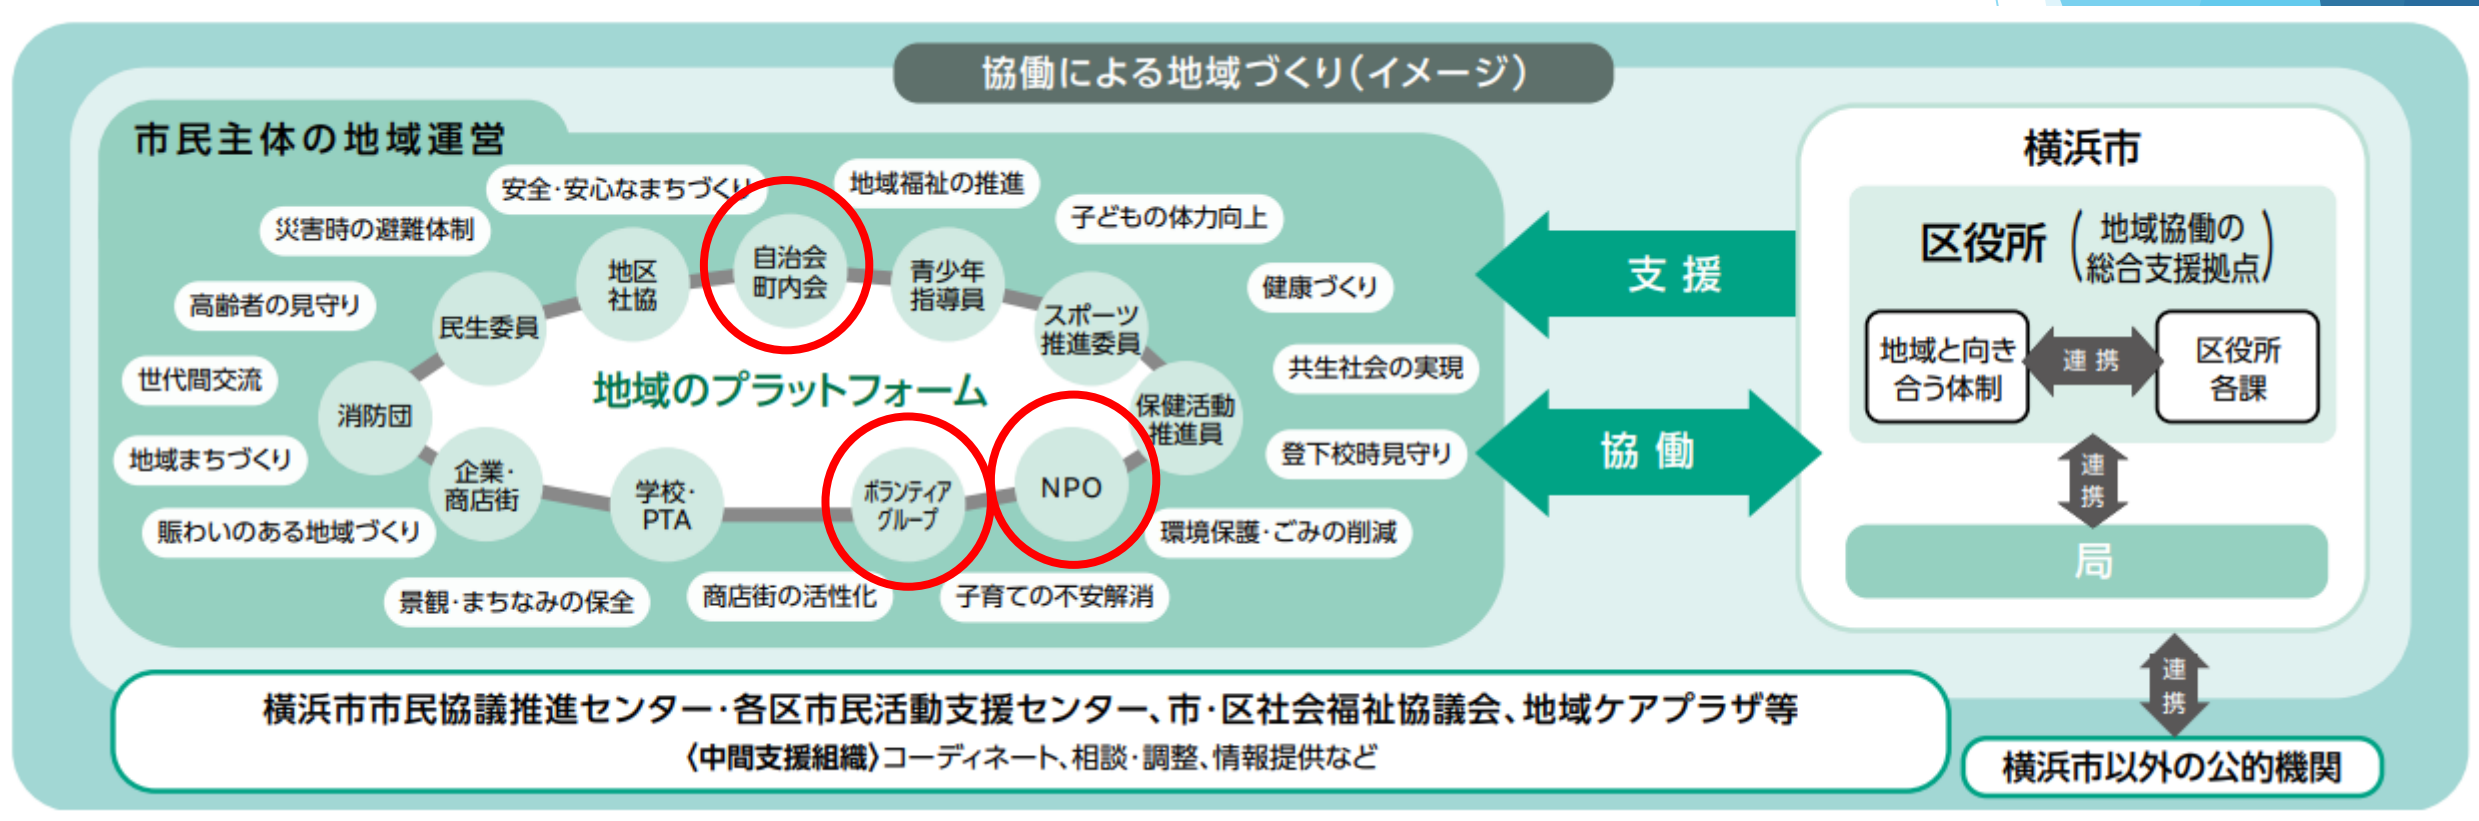 協働による地域づくり(イメージ)
市民主体の地域運営
安全・安心なまちづくり
地域福祉の推進
子どもの体力向上
災害時の避難体制
健康づくり
高齢者の見守り
共生社会の実現
世代間交流
登下校時見守り
地域まちづくり
環境保護・ごみの削減
賑わいのある地域づくり
子育ての不安解消
商店街の活性化
景観・まちなみの保全
地域のプラットフォーム
自治会
町内会
青少年
指導員
スポーツ
推進委員
保健活動
推進員
NPO
ボランティア
グループ
学校・
PTA
企業・
商店街
消防団
民生委員
地区
社協
支援
協働
横浜市
区役所
(地域協働の
総合支援拠点)
地域と向き
合う体制
連携
区役所
各課
連
携
局
連
携
横浜市以外の公的機関
横浜市市民協議推進センター・各区市民活動支援センター、市・区社会福祉協議会、地域ケアプラザ等
〈中間支援組織〉コーディネート、相談・調整、情報提供など